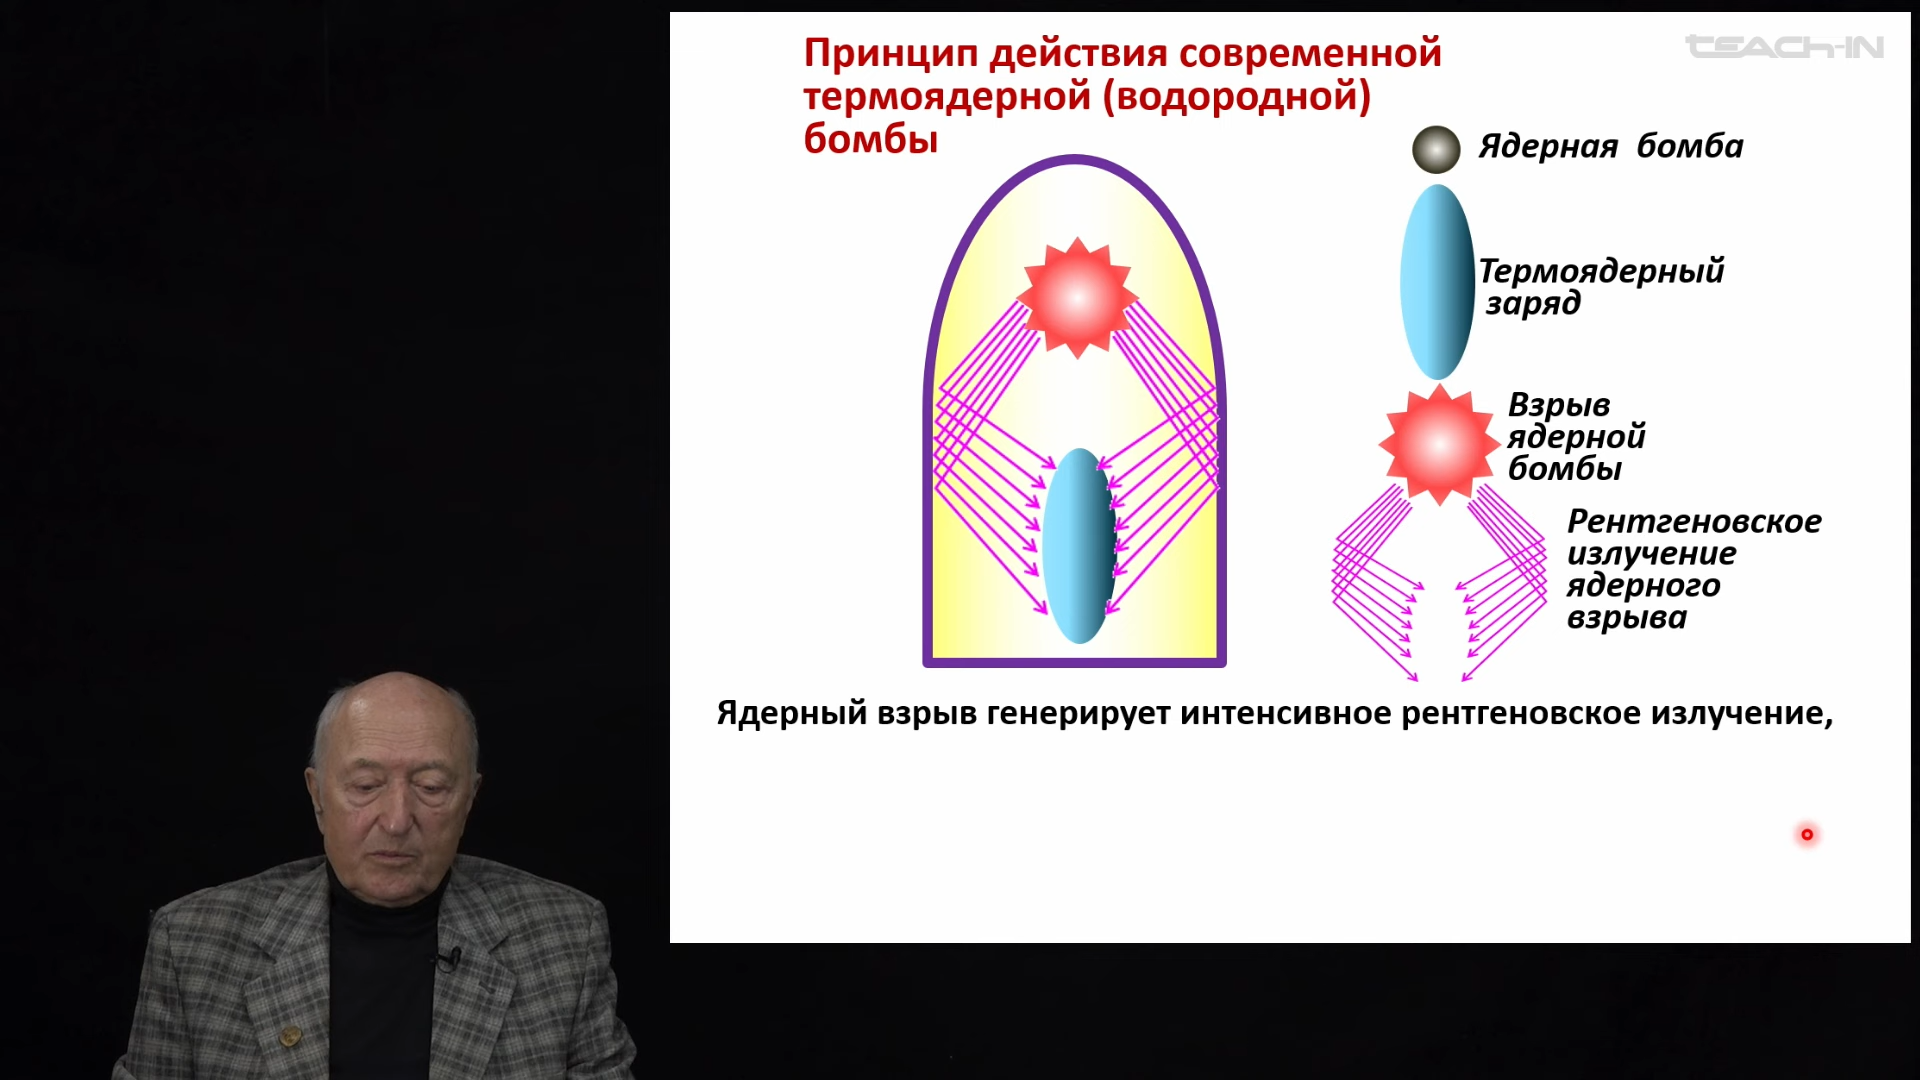 Принцип действия современной
термоядерной (водородной)
бомбы
teach-in
Ядерная бомба
Термоядерный
заряд
Взрыв
ядерной
бомбы
Рентгеновское
излучение
ядерного
взрыва
Ядерный взрыв генерирует интенсивное рентгеновское излучение,